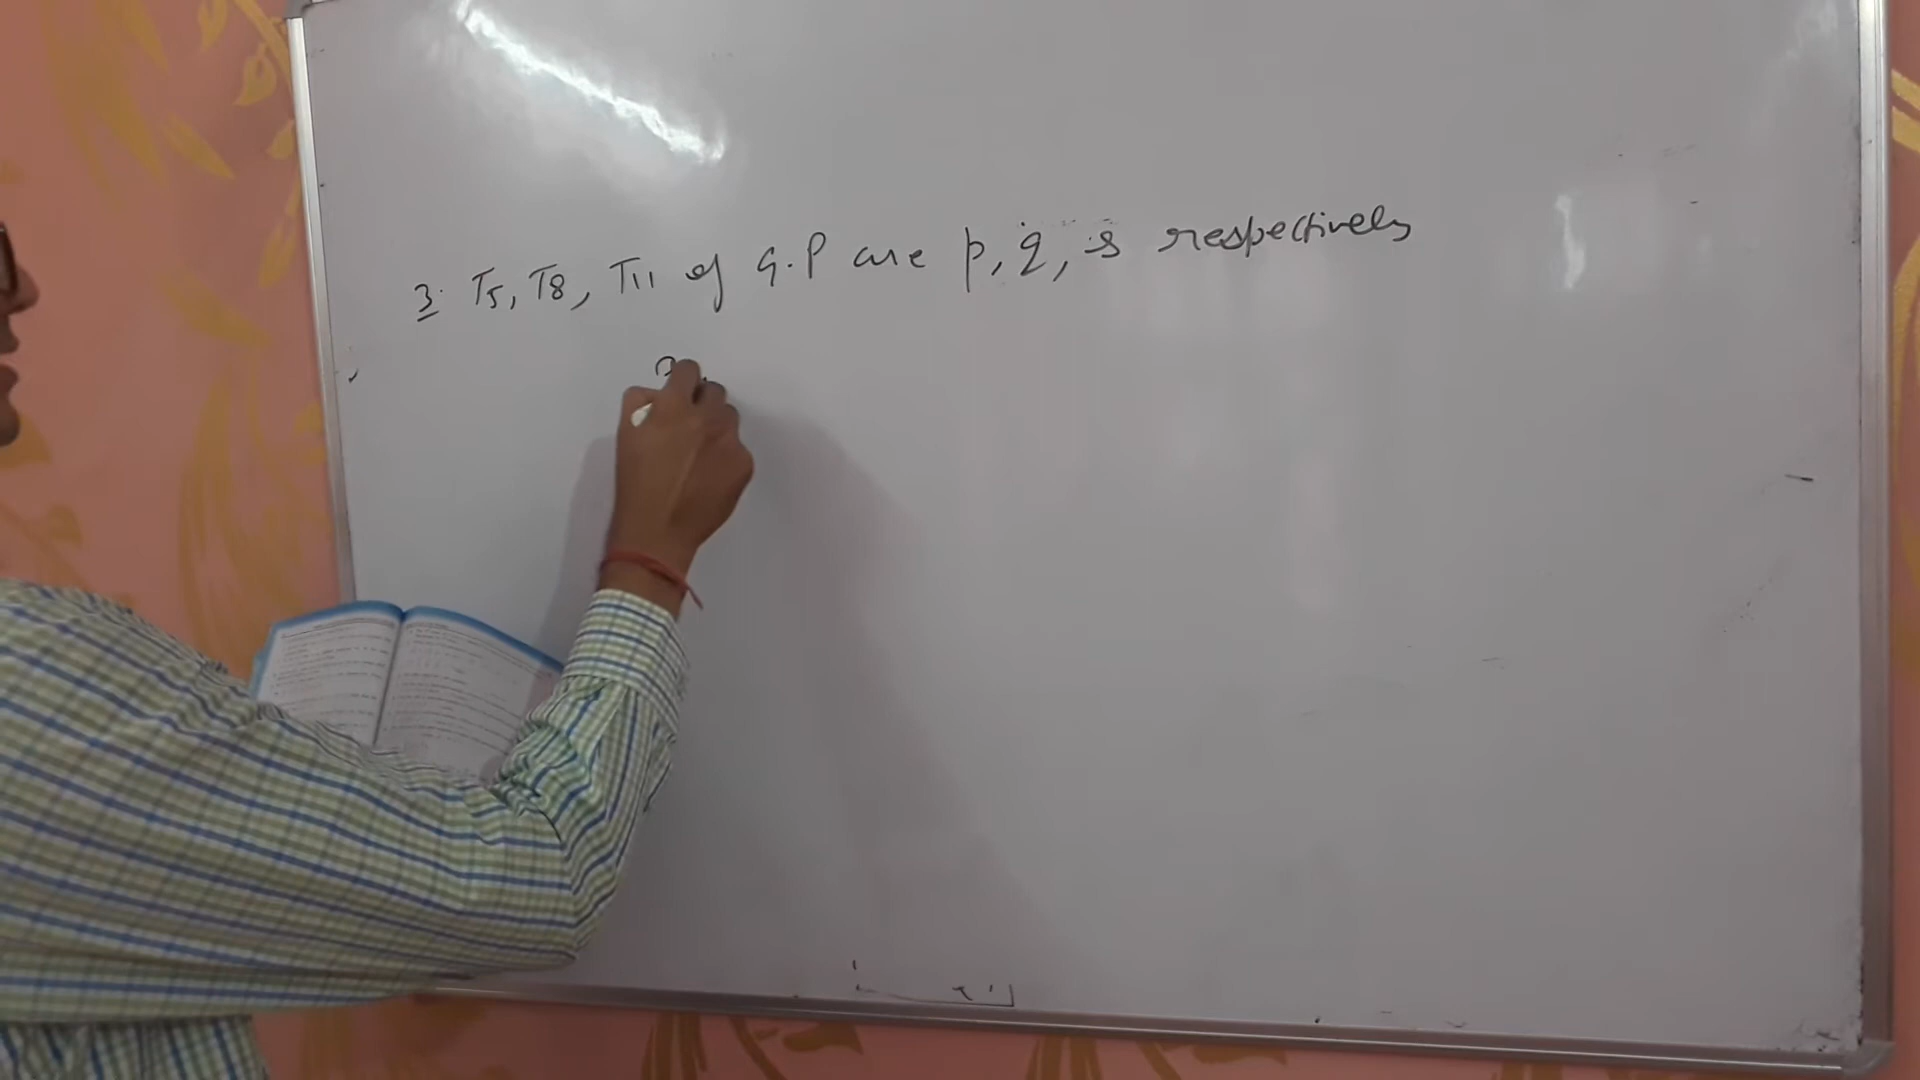 3. T5, T8, T11 of G.P are p, q, s respectively